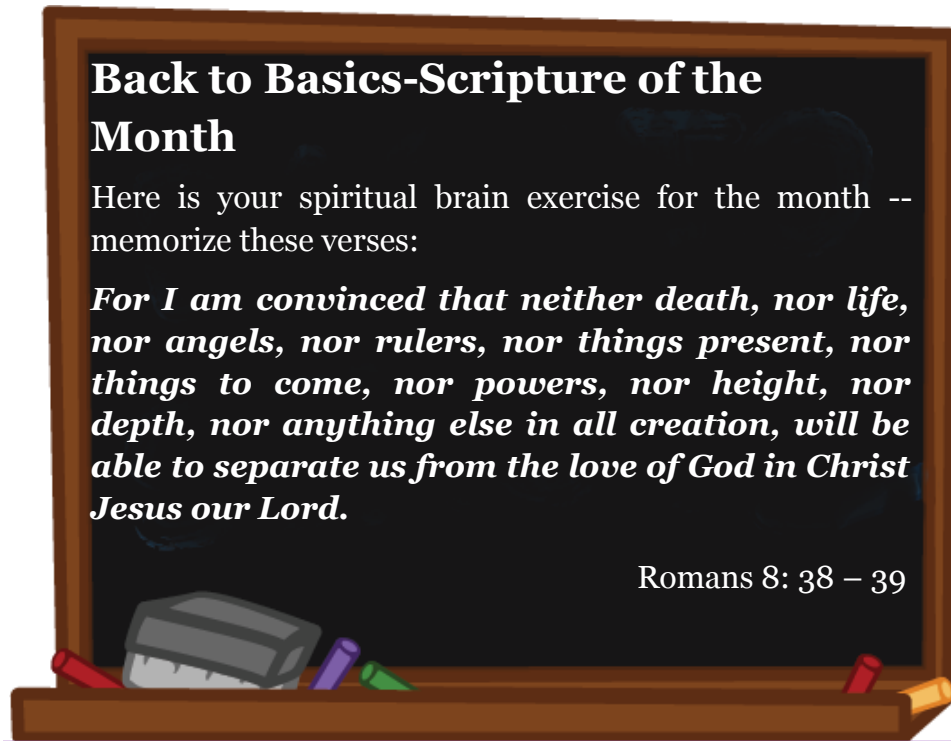 Back to Basics-Scripture of the
Month
Here is your spiritual brain exercise for the month --
memorize these verses:
For I am convinced that neither death, nor life,
nor angels, nor rulers, nor things present, nor
things to come, nor powers, nor height, nor
depth, nor anything else in all creation, will be
able to separate us from the love of God in Christ
Jesus our Lord.
Romans 8: 38 – 39